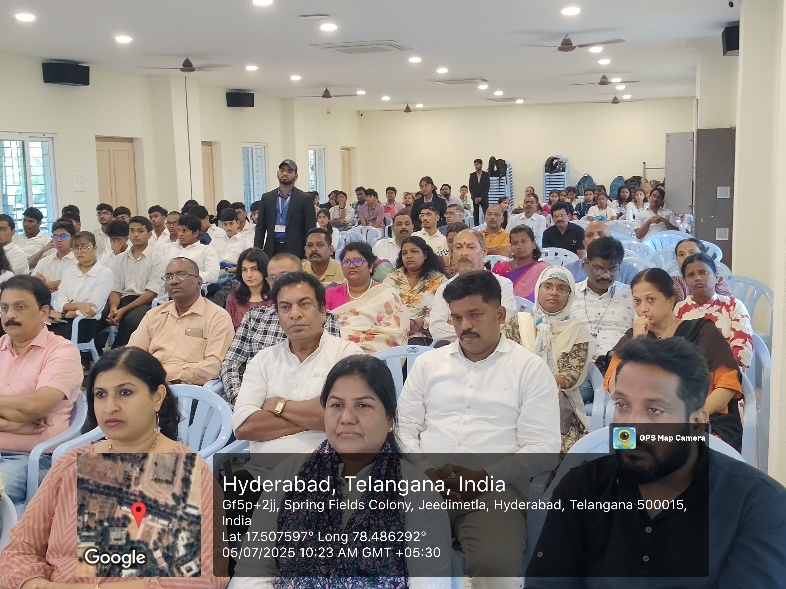 GPS Map Camera
Hyderabad, Telangana, India
Gf5p+2jj, Spring Fields Colony, Jeedimetla, Hyderabad, Telangana 500015,
India
Lat 17.507597° Long 78.486292°
05/07/2025 10:23 AM GMT +05:30
Google